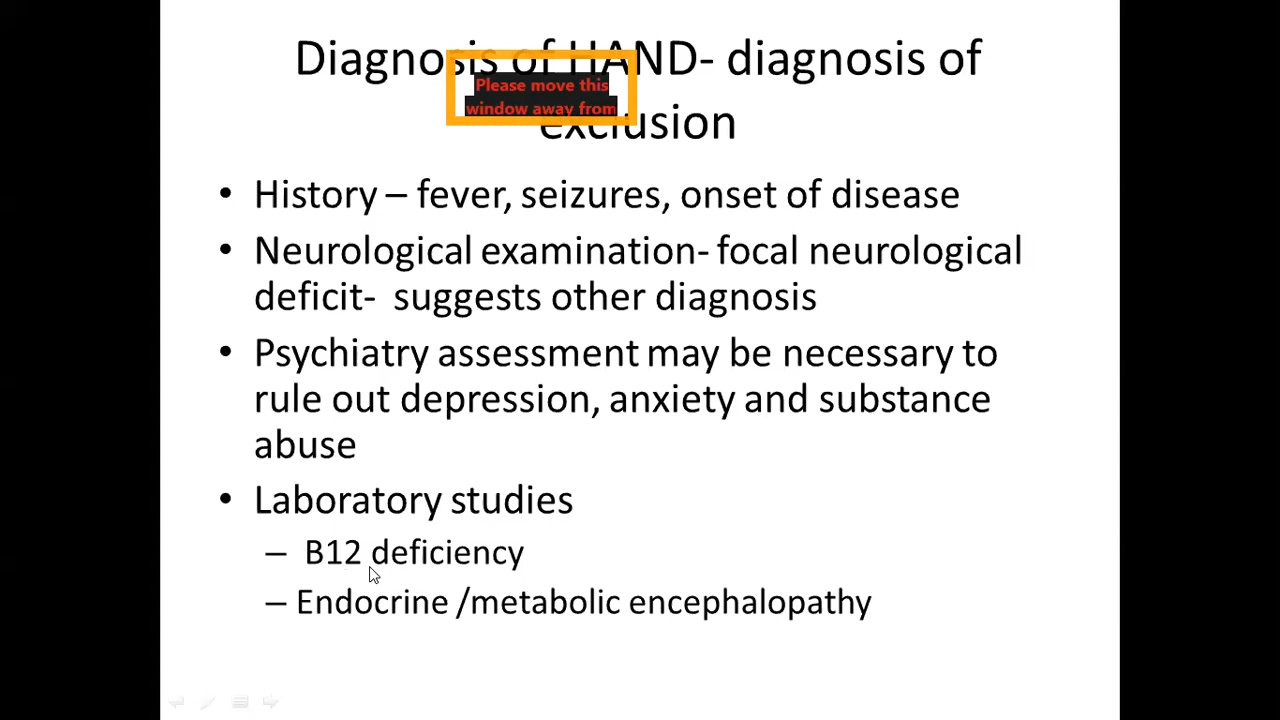 Diagnosis of HAND- diagnosis of
exclusion
Please move this
window away from
• History – fever, seizures, onset of disease
• Neurological examination- focal neurological
deficit- suggests other diagnosis
• Psychiatry assessment may be necessary to
rule out depression, anxiety and substance
abuse
• Laboratory studies
– B12 deficiency
– Endocrine /metabolic encephalopathy